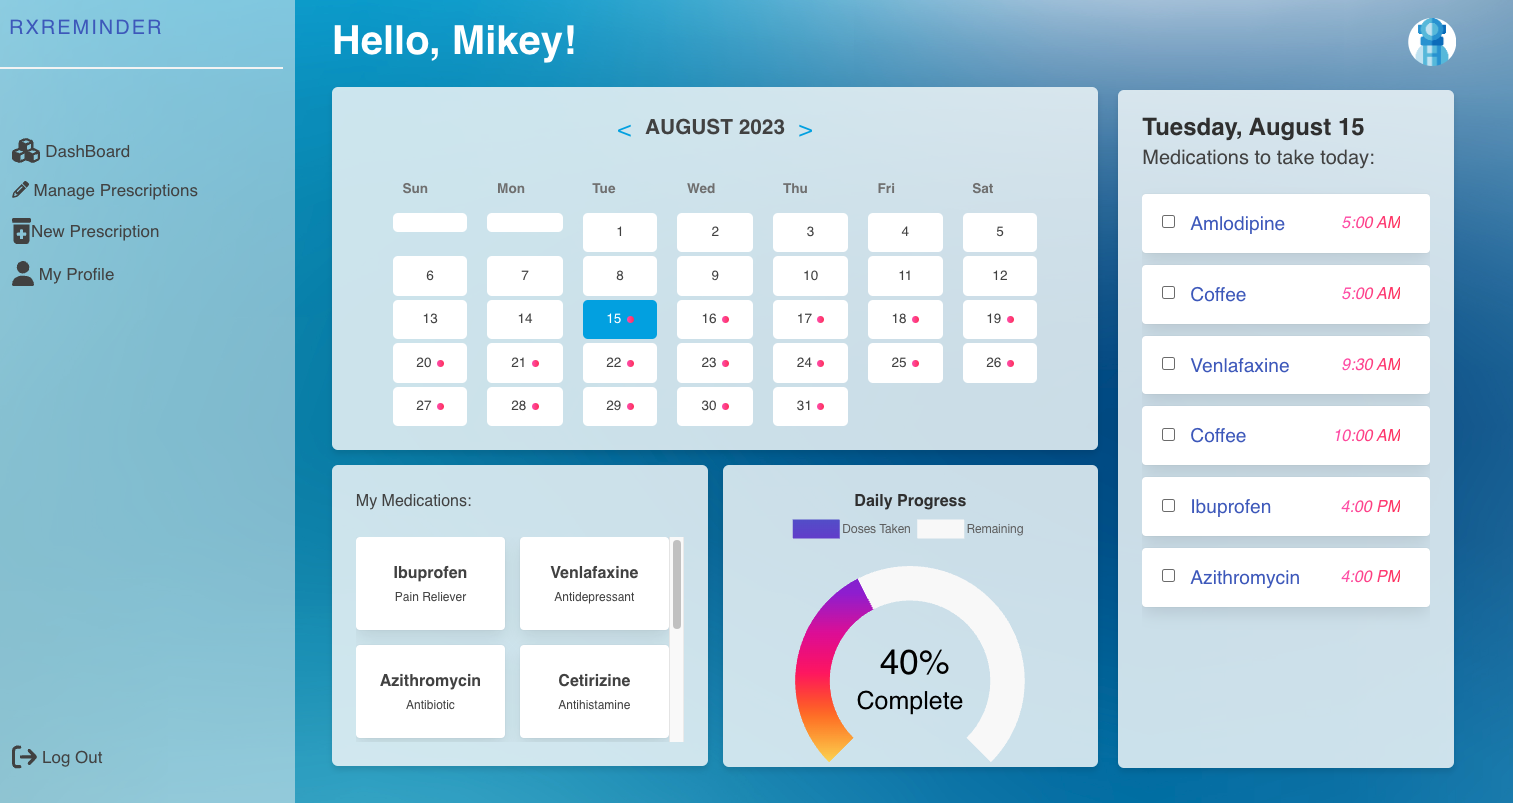 RXREMINDER
DashBoard
Manage Prescriptions
New Prescription
My Profile
Log Out
Hello, Mikey!
< AUGUST 2023 >
Sun Mon Tue Wed Thu Fri Sat
1 2 3 4 5
6 7 8 9 10 11 12
13 14 15 16 17 18 19
20 21 22 23 24 25 26
27 28 29 30 31
My Medications:
Ibuprofen
Pain Reliever
Venlafaxine
Antidepressant
Azithromycin
Antibiotic
Cetirizine
Antihistamine
Daily Progress
Doses Taken Remaining
40%
Complete
Tuesday, August 15
Medications to take today:
Amlodipine 5:00 AM
Coffee 5:00 AM
Venlafaxine 9:30 AM
Coffee 10:00 AM
Ibuprofen 4:00 PM
Azithromycin 4:00 PM